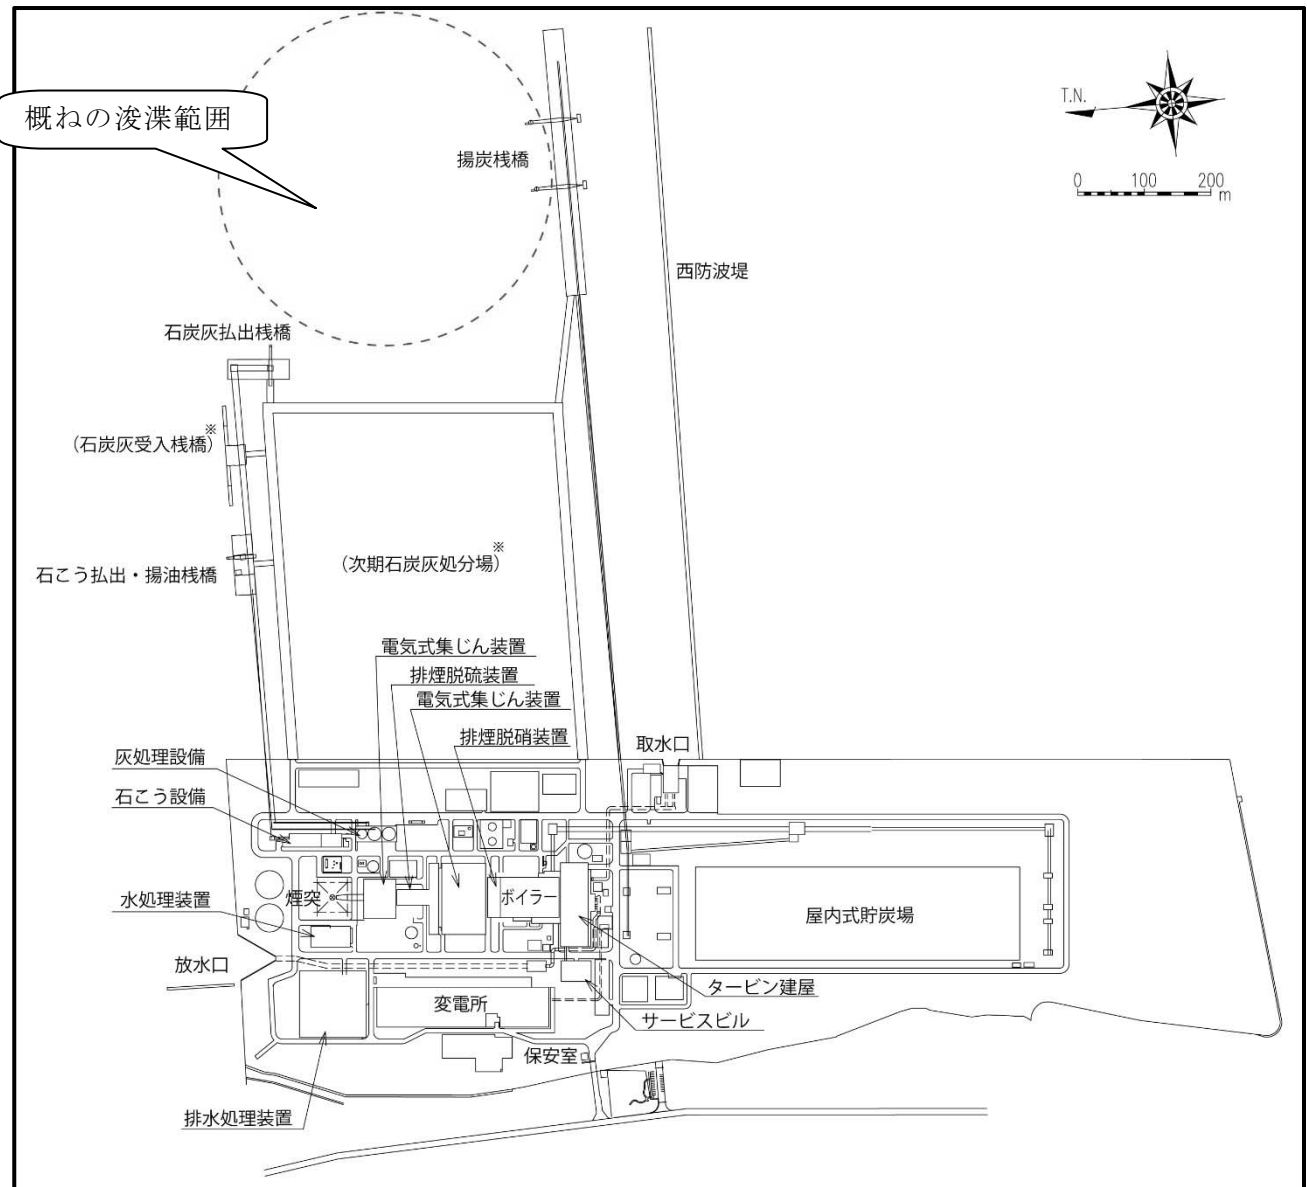 概ねの浚渫範囲
T.N.
0 100 200
m
揚炭桟橋
西防波堤
石炭灰払出桟橋
※
(石炭灰受入桟橋)
※
(次期石炭灰処分場)
石こう払出・揚油桟橋
電気式集じん装置
排煙脱硫装置
電気式集じん装置
排煙脱硝装置
取水口
灰処理設備
石こう設備
水処理装置
煙突
ボイラー
屋内式貯炭場
放水口
変電所
タービン建屋
サービスビル
保安室
排水処理装置